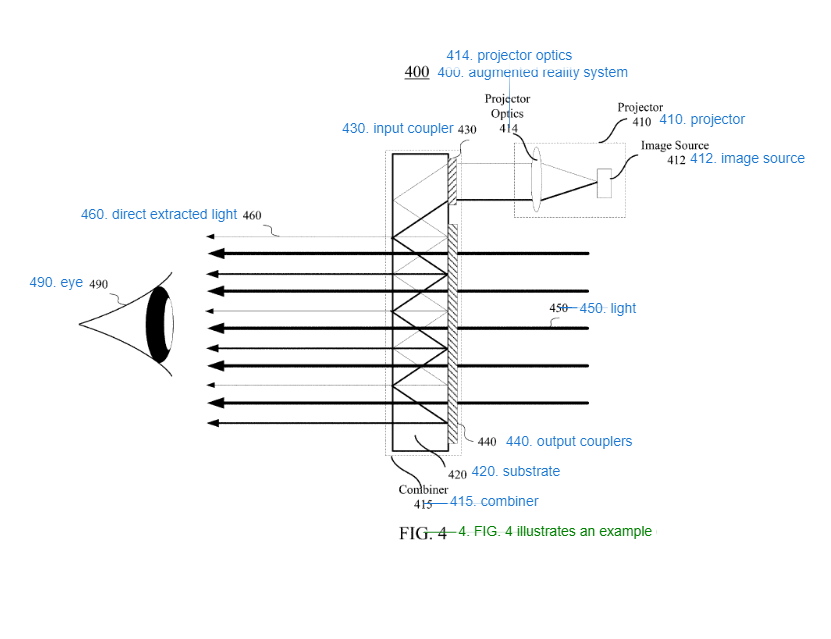 414. projector optics
400 400. augmented reality system
Projector
Optics
414
Projector
410 410. projector
Image Source
412 412. image source
430. input coupler 430
460. direct extracted light 460
490. eye 490
450 450. light
440 440. output couplers
420 420. substrate
Combiner
415 415. combiner
FIG. 4 4. FIG. 4 illustrates an example